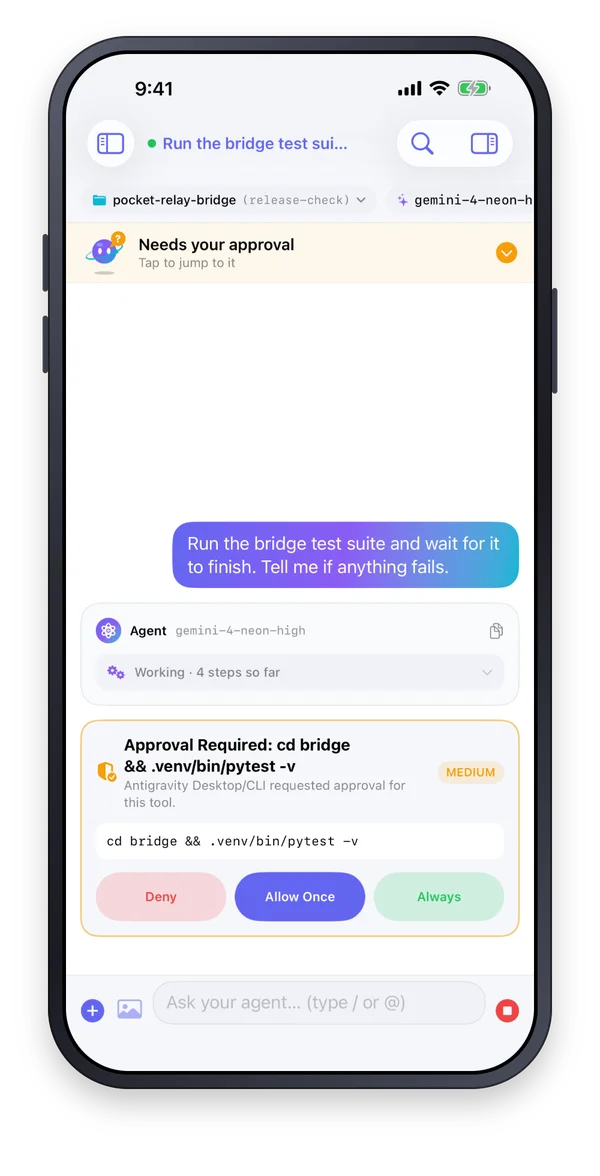 9:41
Run the bridge test sui...
pocket-relay-bridge (release-check)
gemini-4-neon-h
?
Needs your approval
Tap to jump to it
Run the bridge test suite and wait for it
to finish. Tell me if anything fails.
Agent gemini-4-neon-high
Working · 4 steps so far
Approval Required: cd bridge
&& .venv/bin/pytest -v
MEDIUM
Antigravity Desktop/CLI requested approval for
this tool.
cd bridge && .venv/bin/pytest -v
Deny
Allow Once
Always
Ask your agent... (type / or @)